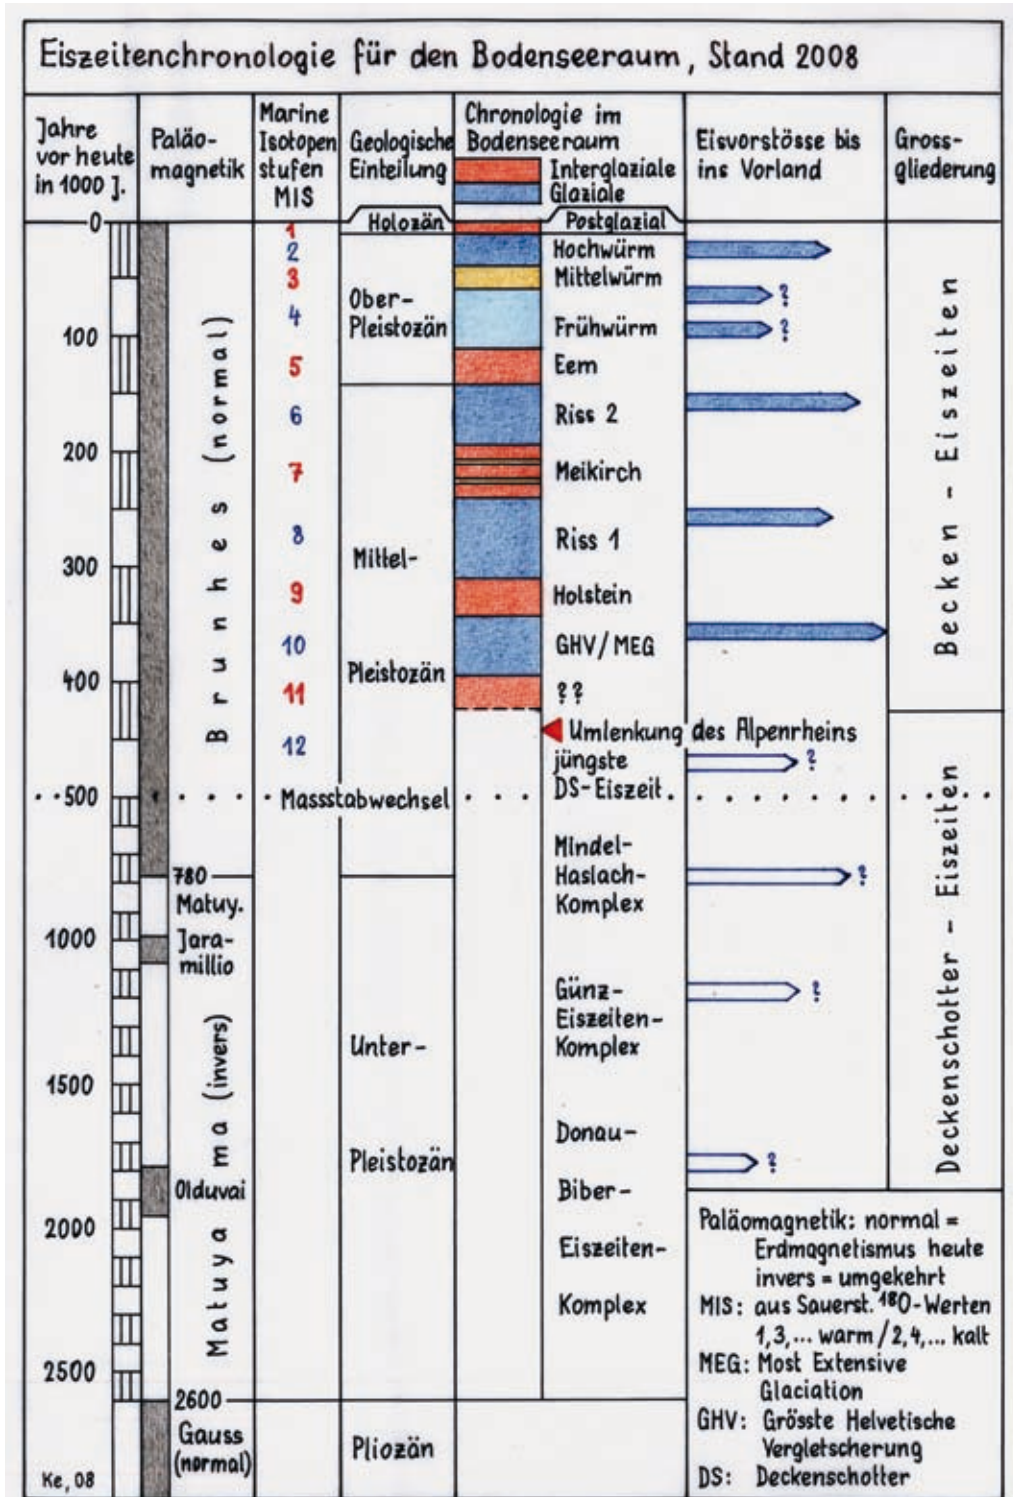 Eiszeitenchronologie für den Bodenseeraum, Stand 2008
Jahre
vor heute
in 1000 J.
Paläo-
magnetik
Marine
Isotopen
stufen
MIS
Geologische
Einteilung
Chronologie im
Bodenseeraum
Interglaziale
Glaziale
Eisvorstösse bis
ins Vorland
Gross-
gliederung
0
100
200
300
400
500
1000
1500
2000
2500
Brunhes (normal)
780
Matuy.
Jara-
millio
Matuya ma (invers)
Olduvai
2600
Gauss
(normal)
1
2
3
4
5
6
7
8
9
10
11
12
Massstabwechsel
Holozän
Ober-
Pleistozän
Mittel-
Pleistozän
Unter-
Pleistozän
Pliozän
Postglazial
Hochwürm
Mittelwürm
Frühwürm
Eem
Riss 2
Meikirch
Riss 1
Holstein
GHV/MEG
??
Umlenkung des Alpenrheins
jüngste
DS-Eiszeit
Mindel-
Haslach-
Komplex
Günz-
Eiszeiten-
Komplex
Donau-
Biber-
Eiszeiten-
Komplex
?
?
?
?
?
?
Becken-Eiszeiten
Deckenschotter-Eiszeiten
Paläomagnetik: normal =
Erdmagnetismus heute
invers = umgekehrt
MIS: aus Sauerst. ¹⁸O-Werten
1,3,... warm/2,4,... kalt
MEG: Most Extensive
Glaciation
GHV: Grösste Helvetische
Vergletscherung
DS: Deckenschotter
Ke, 08